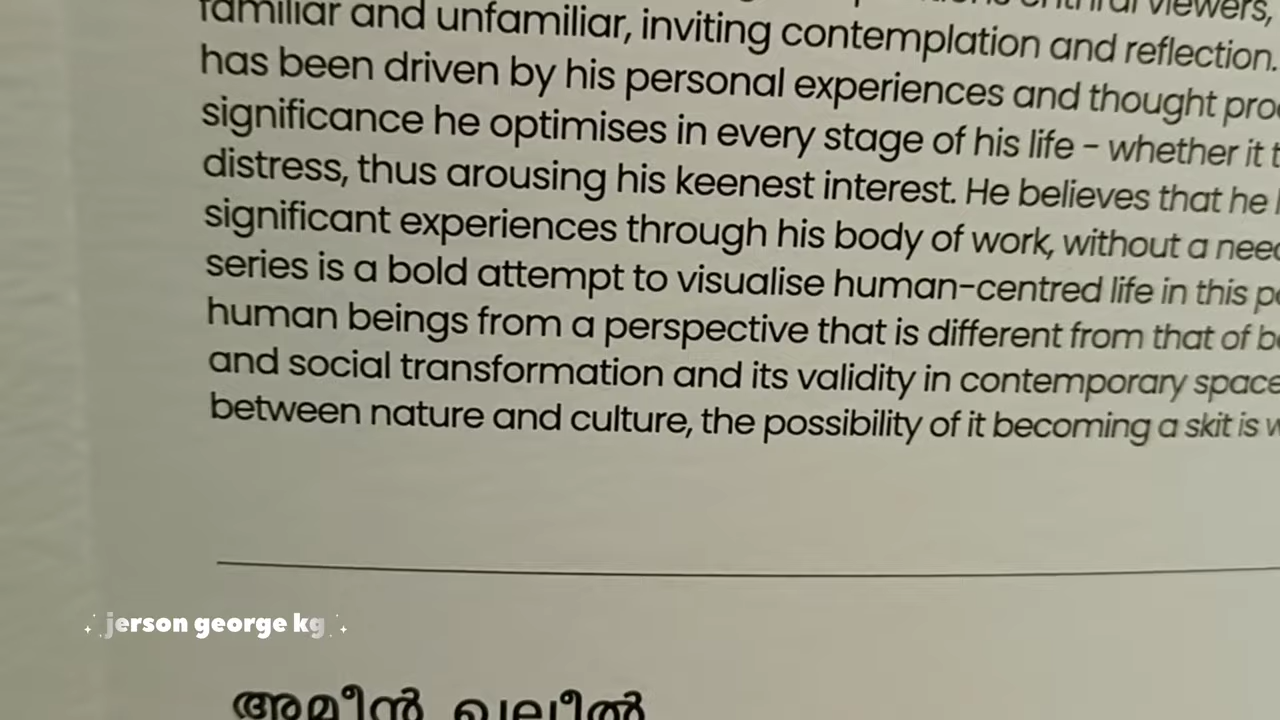 familiar and unfamiliar, inviting contemplation and reflection.
has been driven by his personal experiences and thought
significance he optimises in every stage of his life - whether it
distress, thus arousing his keenest interest. He believes that he
significant experiences through his body of work, without a
series is a bold attempt to visualise human-centred life in this
human beings from a perspective that is different from that of
and social transformation and its validity in contemporary space
between nature and culture, the possibility of it becoming a skit is
jerson george kg
അമീൻ ഖലീൽ